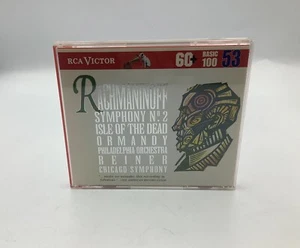 RCA VICTOR
60+
BASIC
100
53
RACHMANINOFF
SYMPHONY No. 2
ISLE OF THE DEAD
ORMANDY
PHILADELPHIA ORCHESTRA
REINER
CHICAGO SYMPHONY